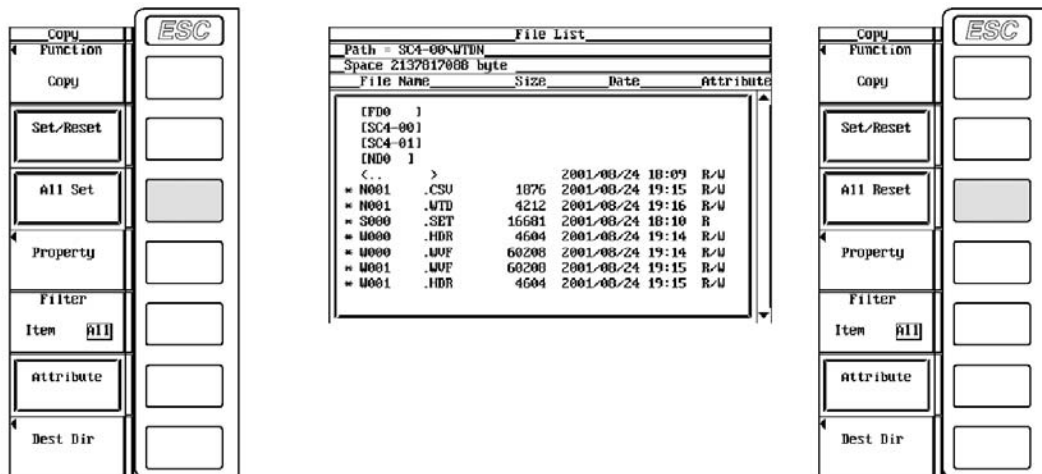 ESC
Copy
Function
Copy
Set/Reset
All Set
Property
Filter
Item All
Attribute
Dest Dir
File List
Path = SC4-00\WTDN
Space 2137817088 byte
File Name Size Date Attribute
[FD0 ]
[SC4-00]
[SC4-01]
[ND0 ]
<.. > 2001/08/24 18:09 R/W
* N001 .CSV 1876 2001/08/24 19:15 R/W
* N001 .WTD 4212 2001/08/24 19:16 R/W
* S000 .SET 16681 2001/08/24 18:10 R
* W000 .HDR 4604 2001/08/24 19:14 R/W
* W000 .WVF 60208 2001/08/24 19:14 R/W
* W001 .WVF 60208 2001/08/24 19:15 R/W
* W001 .HDR 4604 2001/08/24 19:15 R/W
ESC
Copy
Function
Copy
Set/Reset
All Reset
Property
Filter
Item All
Attribute
Dest Dir